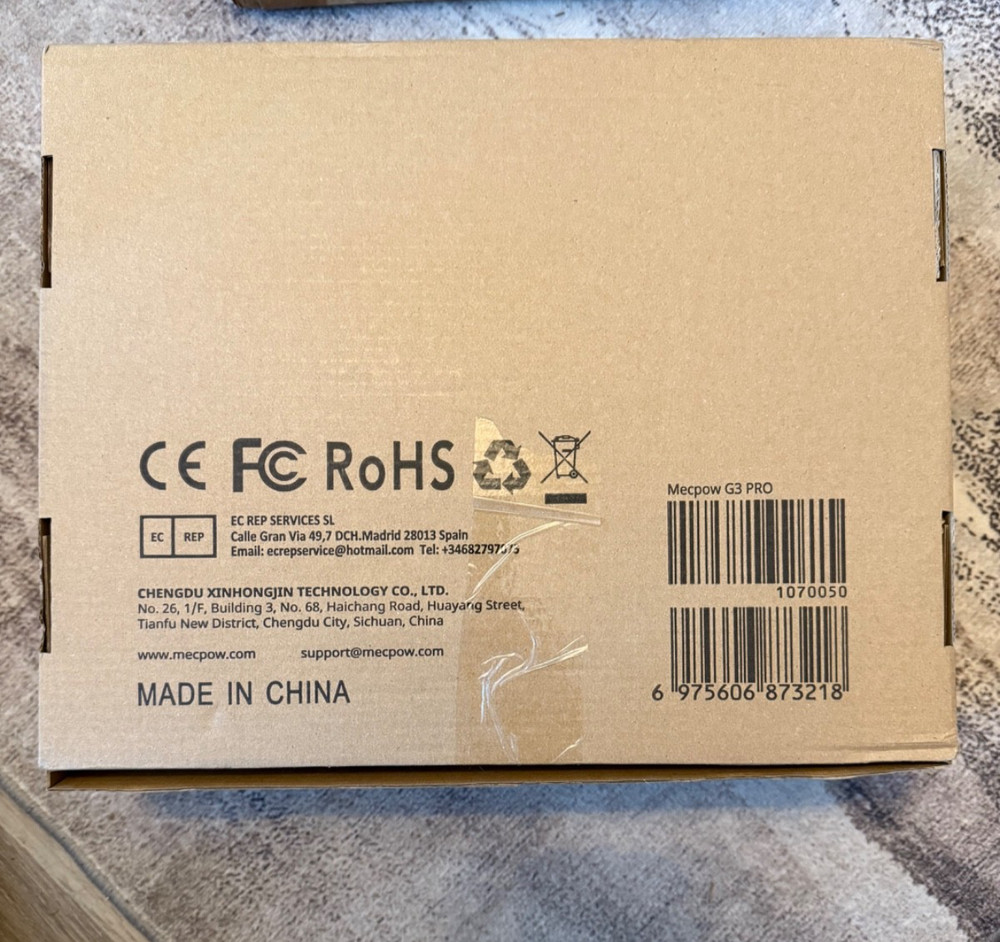 CE FC RoHS
EC REP
EC REP SERVICES SL
Calle Gran Via 49,7 DCH.Madrid 28013 Spain
Email: ecrepservice@hotmail.com Tel:
CHENGDU XINHONGJIN TECHNOLOGY CO., LTD.
No. 26, 1/F, Building 3, No. 68, Haichang Road, Huayang Street,
Tianfu New District, Chengdu City, Sichuan, China
www.mecpow.com support@mecpow.com
MADE IN CHINA
Mecpow G3 PRO
1070050
6 975606 873218